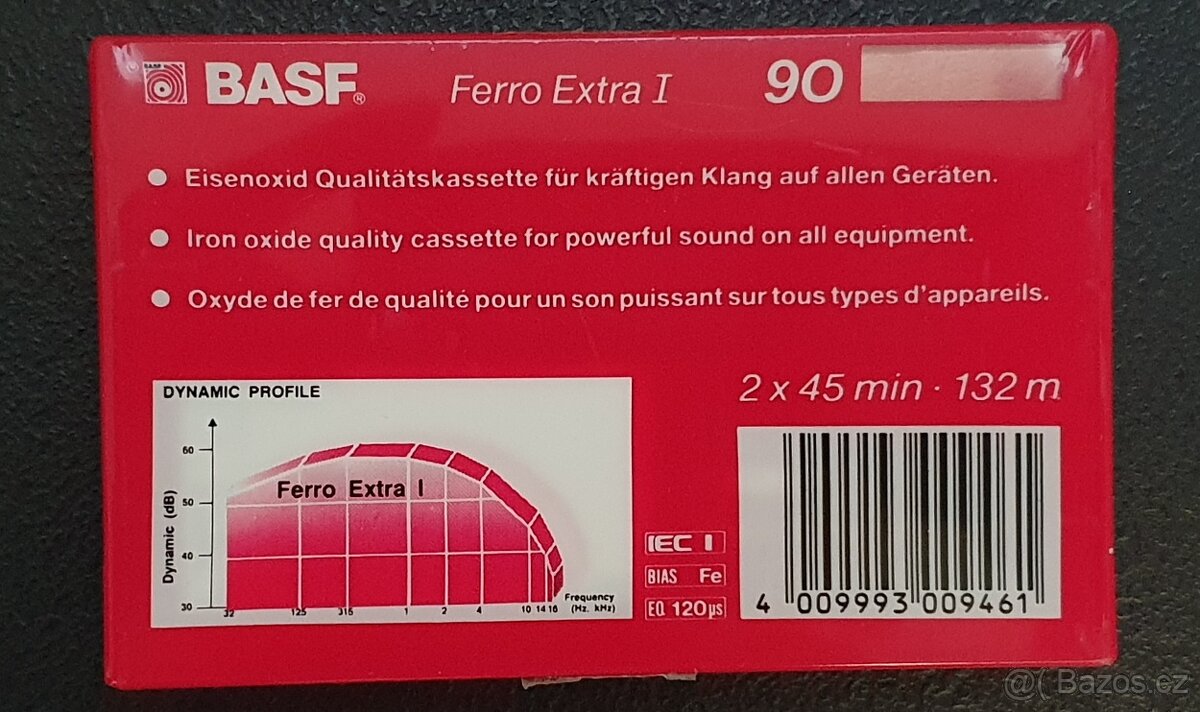 BASF® Ferro Extra I 90
● Eisenoxid Qualitätskassette für kräftigen Klang auf allen Geräten.
● Iron oxide quality cassette for powerful sound on all equipment.
● Oxyde de fer de qualité pour un son puissant sur tous types d'appareils.
2 x 45 min · 132 m
DYNAMIC PROFILE
Dynamic (dB)
60
50
40
30
Ferro Extra I
32 125 315 1 2 4 10 14 16
Frequency
(Hz. kHz)
IEC I
BIAS Fe
EQ 120 µs
4 009993 009461
@( Bazos.cz